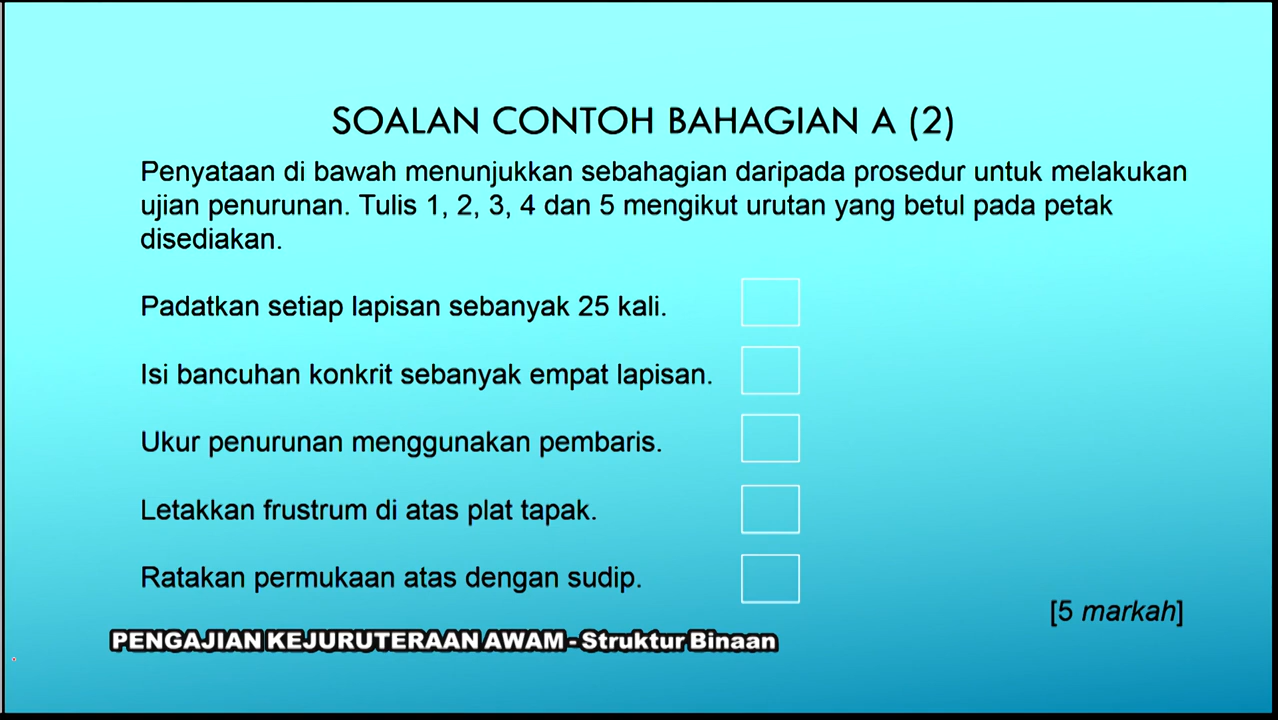 SOALAN CONTOH BAHAGIAN A (2)
Penyataan di bawah menunjukkan sebahagian daripada prosedur untuk melakukan
ujian penurunan. Tulis 1, 2, 3, 4 dan 5 mengikut urutan yang betul pada petak
disediakan.
Padatkan setiap lapisan sebanyak 25 kali.
Isi bancuhan konkrit sebanyak empat lapisan.
Ukur penurunan menggunakan pembaris.
Letakkan frustrum di atas plat tapak.
Ratakan permukaan atas dengan sudip.
[5 markah]
PENGAJIAN KEJURUTERAAN AWAM - Struktur Binaan